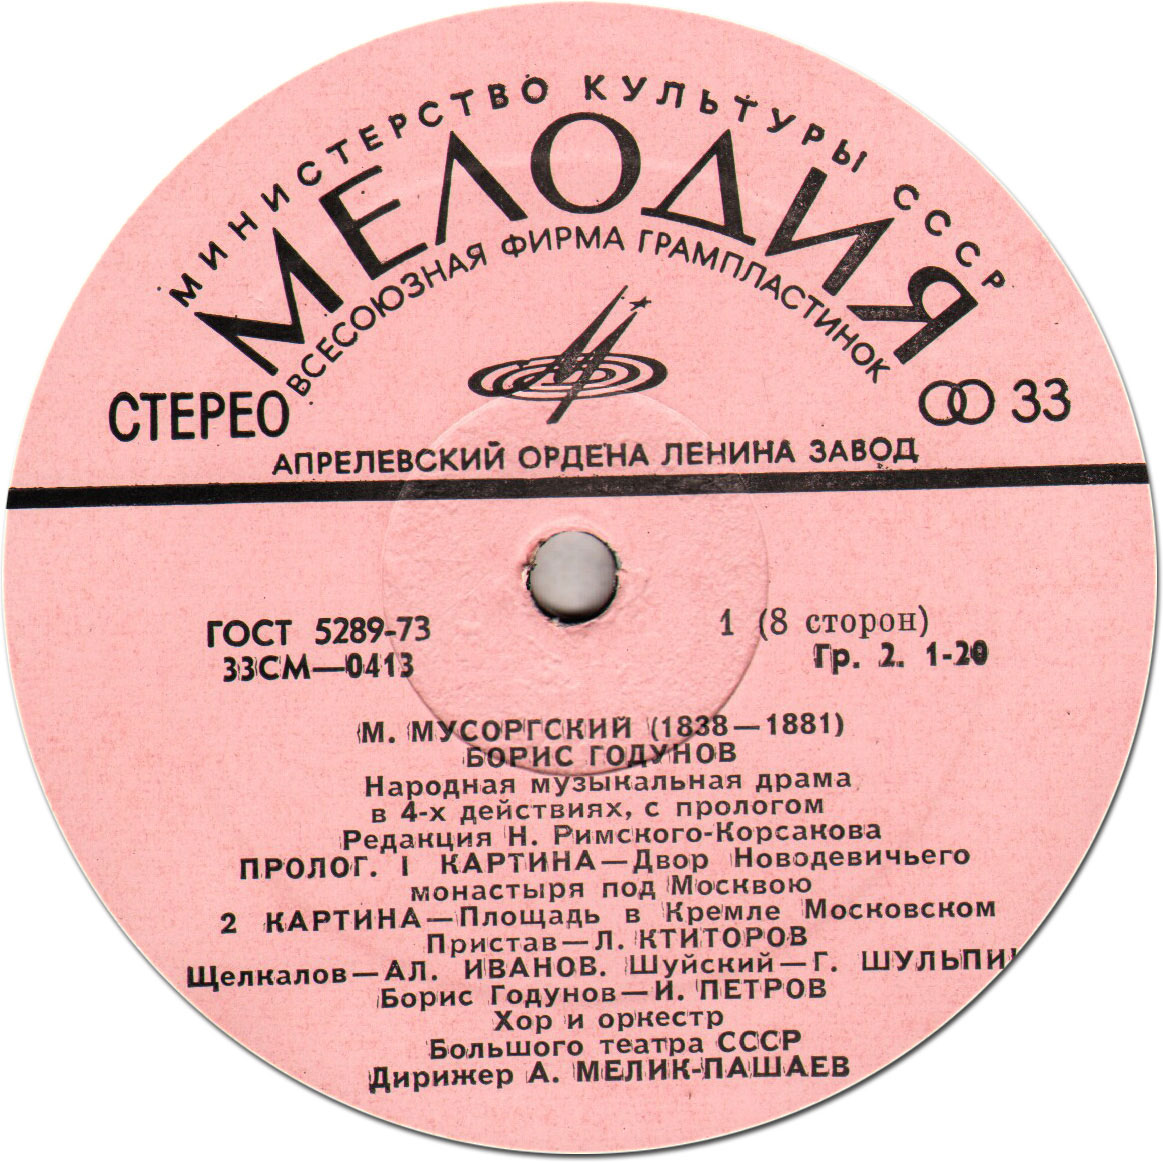 МИНИСТЕРСТВО КУЛЬТУРЫ СССР
МЕЛОДИЯ
ВСЕСОЮЗНАЯ ФИРМА ГРАМПЛАСТИНОК
СТЕРЕО
33
АПРЕЛЕВСКИЙ ОРДЕНА ЛЕНИНА ЗАВОД
ГОСТ 5289-73
1 (8 сторон)
33СМ—0413
Гр. 2. 1-20
М. МУСОРГСКИЙ (1838—1881)
БОРИС ГОДУНОВ
Народная музыкальная драма
в 4-х действиях, с прологом
Редакция Н. Римского-Корсакова
ПРОЛОГ. I КАРТИНА—Двор Новодевичьего
монастыря под Москвою
2 КАРТИНА—Площадь в Кремле Московском
Пристав—Л. КТИТОРОВ
Щелкалов—АЛ. ИВАНОВ. Шуйский—Г. ШУЛЬПИН
Борис Годунов—И. ПЕТРОВ
Хор и оркестр
Большого театра СССР
Дирижер А. МЕЛИК-ПАШАЕВ